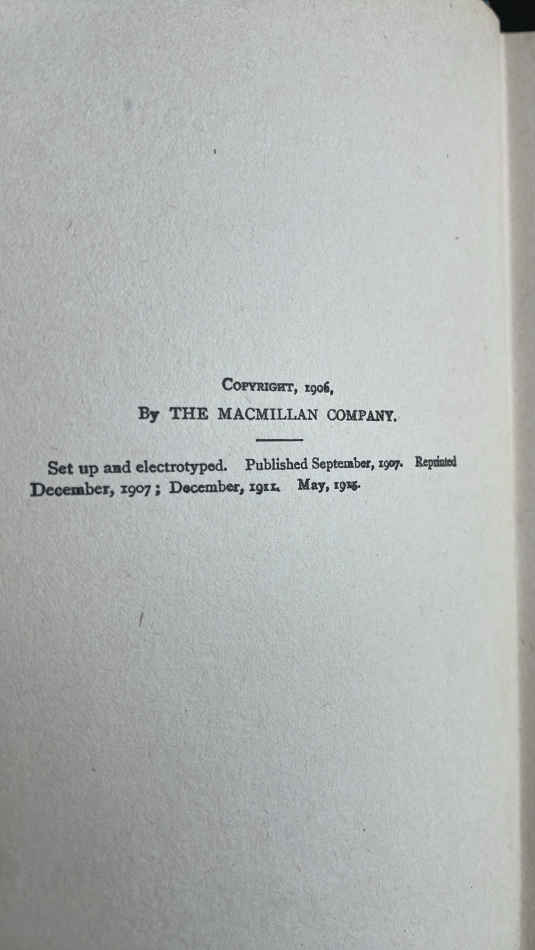 COPYRIGHT, 1906,
By THE MACMILLAN COMPANY.
Set up and electrotyped. Published September, 1907. Reprinted
December, 1907; December, 1911. May,